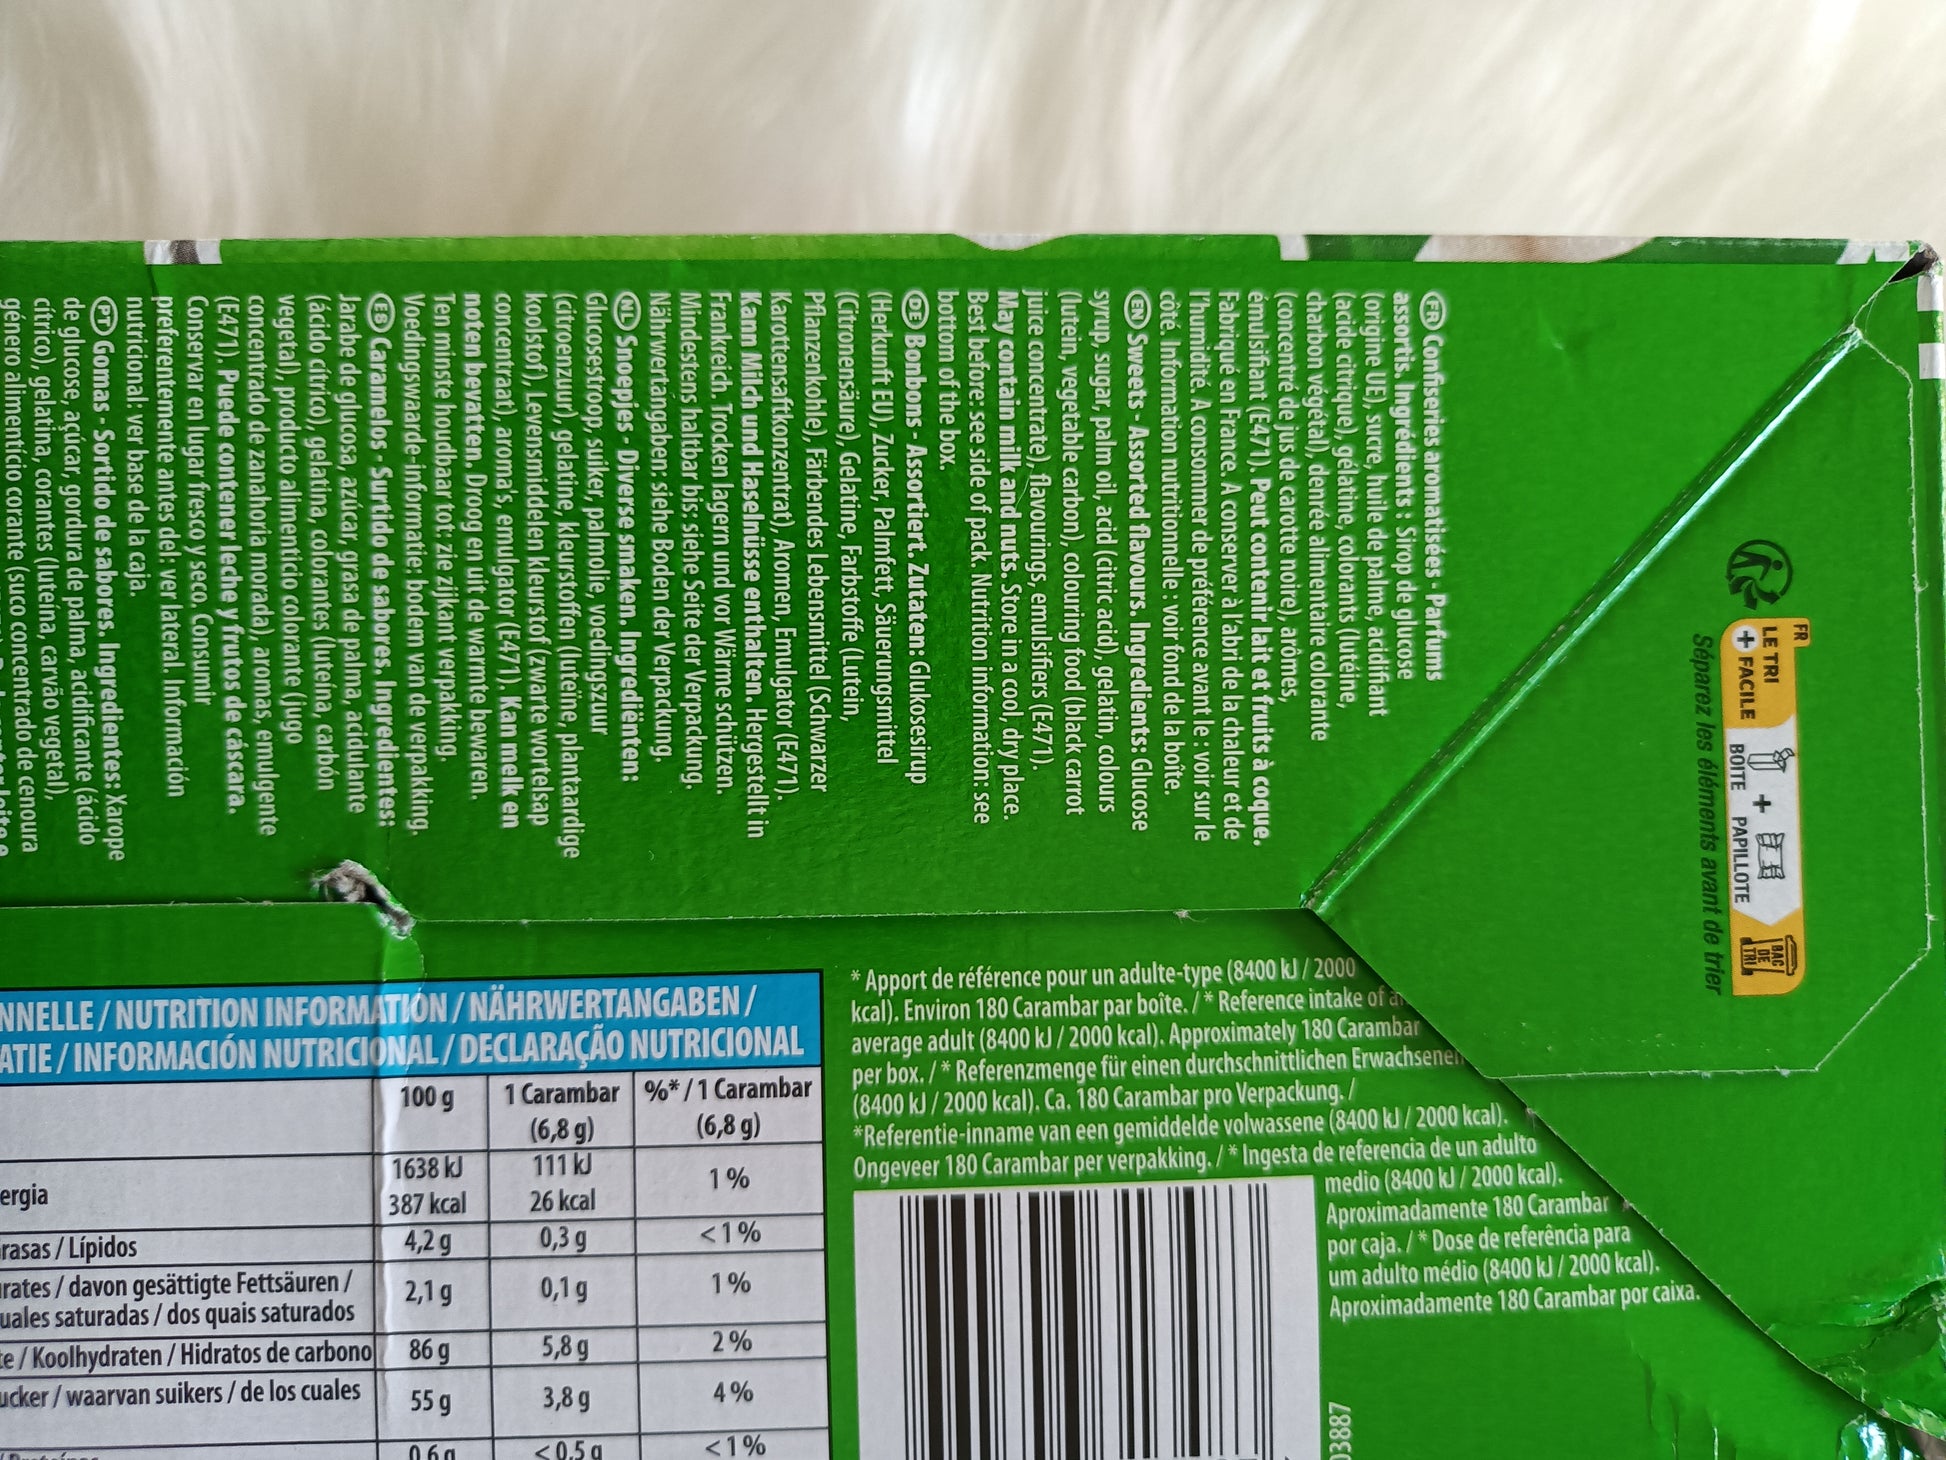 FR Confiseries aromatisées - Parfums
assortis. Ingrédients : Sirop de glucose
(origine UE), sucre, huile de palme, acidifiant
(acide citrique), gélatine, colorants (lutéine,
charbon végétal), denrée alimentaire colorante
(concentré de jus de carotte noire), arômes,
émulsifiant (E471). Peut contenir lait et fruits à coque.
Fabriqué en France. A conserver à l'abri de la chaleur et de
l'humidité. A consommer de préférence avant le : voir sur le
côté. Information nutritionnelle : voir fond de la boîte.
EN Sweets - Assorted flavours. Ingredients: Glucose
syrup, sugar, palm oil, acid (citric acid), gelatin, colours
(lutein, vegetable carbon), colouring food (black carrot
juice concentrate), flavourings, emulsifiers (E471).
May contain milk and nuts. Store in a cool, dry place.
Best before: see side of pack. Nutrition information: see
bottom of the box.
DE Bonbons - Assortiert. Zutaten: Glukosesirup
(Herkunft EU), Zucker, Palmfett, Säuerungsmittel
(Citronensäure), Gelatine, Farbstoffe (Lutein,
Pflanzenkohle), Färbendes Lebensmittel (Schwarzer
Karottensaftkonzentrat), Aromen, Emulgator (E471).
Kann Milch und Haselnüsse enthalten. Hergestellt in
Frankreich. Trocken lagern und vor Wärme schützen.
Mindestens haltbar bis: siehe Seite der Verpackung.
Nährwertangaben: siehe Boden der Verpackung.
NL Snoepjes - Diverse smaken. Ingrediënten:
Glucosestroop, suiker, palmolie, voedingszuur
(citroenzuur), gelatine, kleurstoffen (luteïne, plantaardige
koolstof), Levensmiddelen kleurstof (zwarte wortelsap
concentraat), aroma's, emulgator (E471). Kan melk en
noten bevatten. Droog en uit de warmte bewaren.
Ten minste houdbaar tot: zie zijkant verpakking.
Voedingswaarde-informatie: bodem van de verpakking.
ES Caramelos - Surtido de sabores. Ingredientes:
Jarabe de glucosa, azúcar, grasa de palma, acidulante
(ácido cítrico), gelatina, colorantes (luteína, carbón
vegetal), producto alimenticio colorante (jugo
concentrado de zanahoria morada), aromas, emulgente
(E471). Puede contener leche y frutos de cáscara.
Conservar en lugar fresco y seco. Consumir
preferentemente antes del: ver lateral. Información
nutricional: ver base de la caja.
PT Gomas - Sortido de sabores. Ingredientes: Xarope
de glucose, açúcar, gordura de palma, acidificante (ácido
cítrico), gelatina, corantes (luteína, carvão vegetal),
género alimentício corante (suco concentrado de cenoura
FR
LE TRI
+ FACILE
BOITE + PAPILLOTE
BAC
DE
TRI
Séparez les éléments avant de trier
* Apport de référence pour un adulte-type (8400 kJ / 2000
kcal). Environ 180 Carambar par boîte. / * Reference intake of
average adult (8400 kJ / 2000 kcal). Approximately 180 Carambar
per box. / * Referenzmenge für einen durchschnittlichen Erwachsenen
(8400 kJ / 2000 kcal). Ca. 180 Carambar pro Verpackung. /
*Referentie-inname van een gemiddelde volwassene (8400 kJ / 2000 kcal).
Ongeveer 180 Carambar per verpakking. / * Ingesta de referencia de un adulto
medio (8400 kJ / 2000 kcal).
Aproximadamente 180 Carambar
por caja. / * Dose de referência para
um adulto médio (8400 kJ / 2000 kcal).
Aproximadamente 180 Carambar por caixa.
NNELLE / NUTRITION INFORMATION / NÄHRWERTANGABEN /
ATIE / INFORMACIÓN NUTRICIONAL / DECLARAÇÃO NUTRICIONAL
100 g 1 Carambar %* / 1 Carambar
(6,8 g) (6,8 g)
1638 kJ 111 kJ
ergia 387 kcal 26 kcal 1 %
rasas / Lípidos 4,2 g 0,3 g <1 %
rates / davon gesättigte Fettsäuren /
uales saturadas / dos quais saturados 2,1 g 0,1 g 1 %
te / Koolhydraten / Hidratos de carbono 86 g 5,8 g 2 %
ucker / waarvan suikers / de los cuales 55 g 3,8 g 4 %
0,6 g <0,5 g <1 %
03887